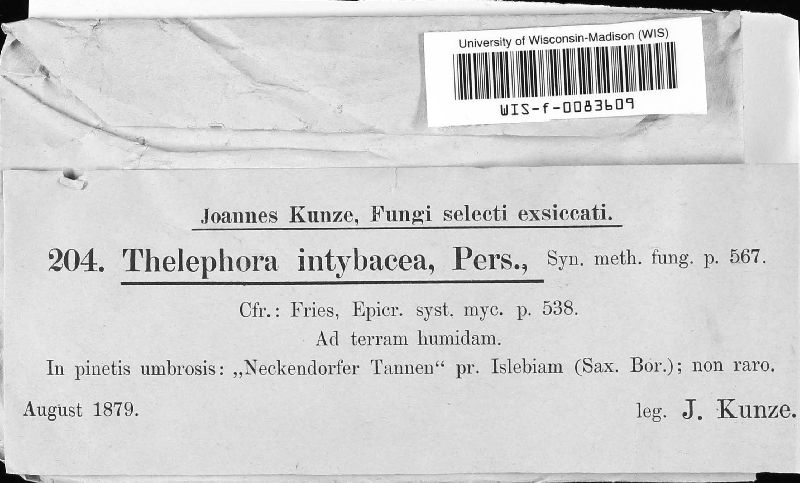 University of Wisconsin-Madison (WIS)
WIS-f-0083609
Joannes Kunze, Fungi selecti exsiccati.
204. Thelephora intybacea, Pers., Syn. meth. fung. p. 567.
Cfr.: Fries, Epicr. syst. myc. p. 538.
Ad terram humidam.
In pinetis umbrosis: „Neckendorfer Tannen“ pr. Islebiam (Sax. Bor.); non raro.
August 1879. leg. J. Kunze.